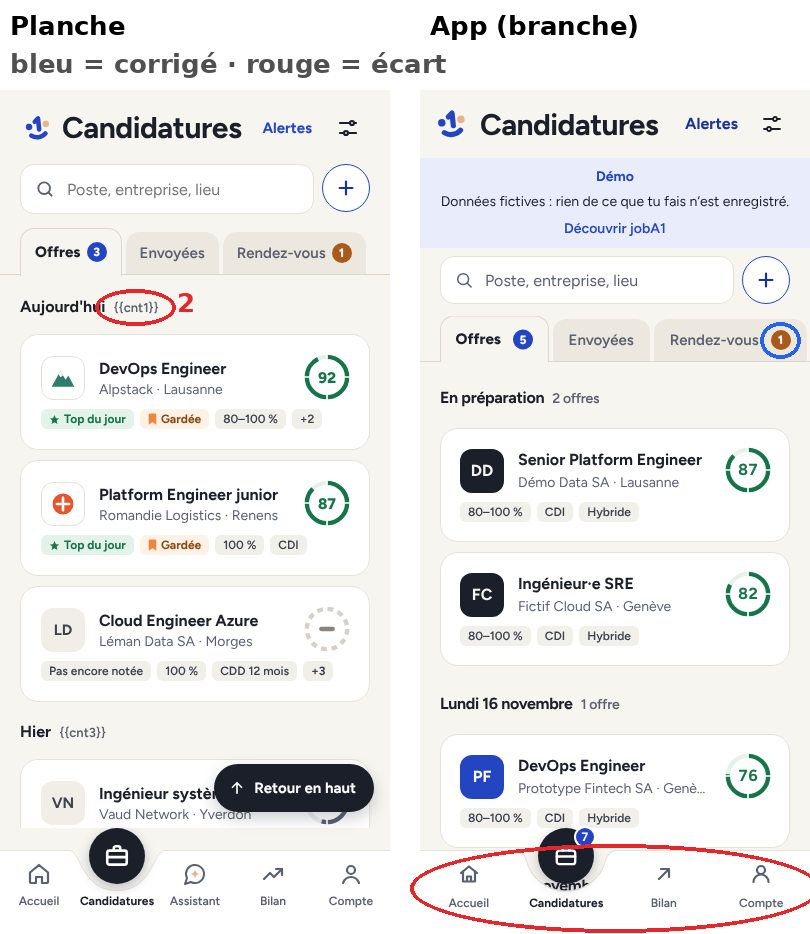 Planche
App (branche)
bleu = corrigé · rouge = écart
Candidatures
Alertes
Poste, entreprise, lieu
Offres 3
Envoyées
Rendez-vous 1
Aujourd'hui {{cnt1}} 2
DevOps Engineer
Alpstack · Lausanne
92
Top du jour
Gardée
80–100 %
+2
Platform Engineer junior
Romandie Logistics · Renens
87
Top du jour
Gardée
100 %
CDI
LD
Cloud Engineer Azure
Léman Data SA · Morges
Pas encore notée
100 %
CDD 12 mois
+3
Hier {{cnt3}}
VN
Ingénieur systèm
Vaud Network · Yverdon
Retour en haut
Accueil
Candidatures
Assistant
Bilan
Compte
Candidatures
Alertes
Démo
Données fictives : rien de ce que tu fais n’est enregistré.
Découvrir jobA1
Poste, entreprise, lieu
Offres 5
Envoyées
Rendez-vous 1
En préparation 2 offres
DD
Senior Platform Engineer
Démo Data SA · Lausanne
87
80–100 %
CDI
Hybride
FC
Ingénieur·e SRE
Fictif Cloud SA · Genève
82
80–100 %
CDI
Hybride
Lundi 16 novembre 1 offre
PF
DevOps Engineer
Prototype Fintech SA · Genè…
76
80–100 %
CDI
Hybride
7
Accueil
Candidatures
Bilan
Compte